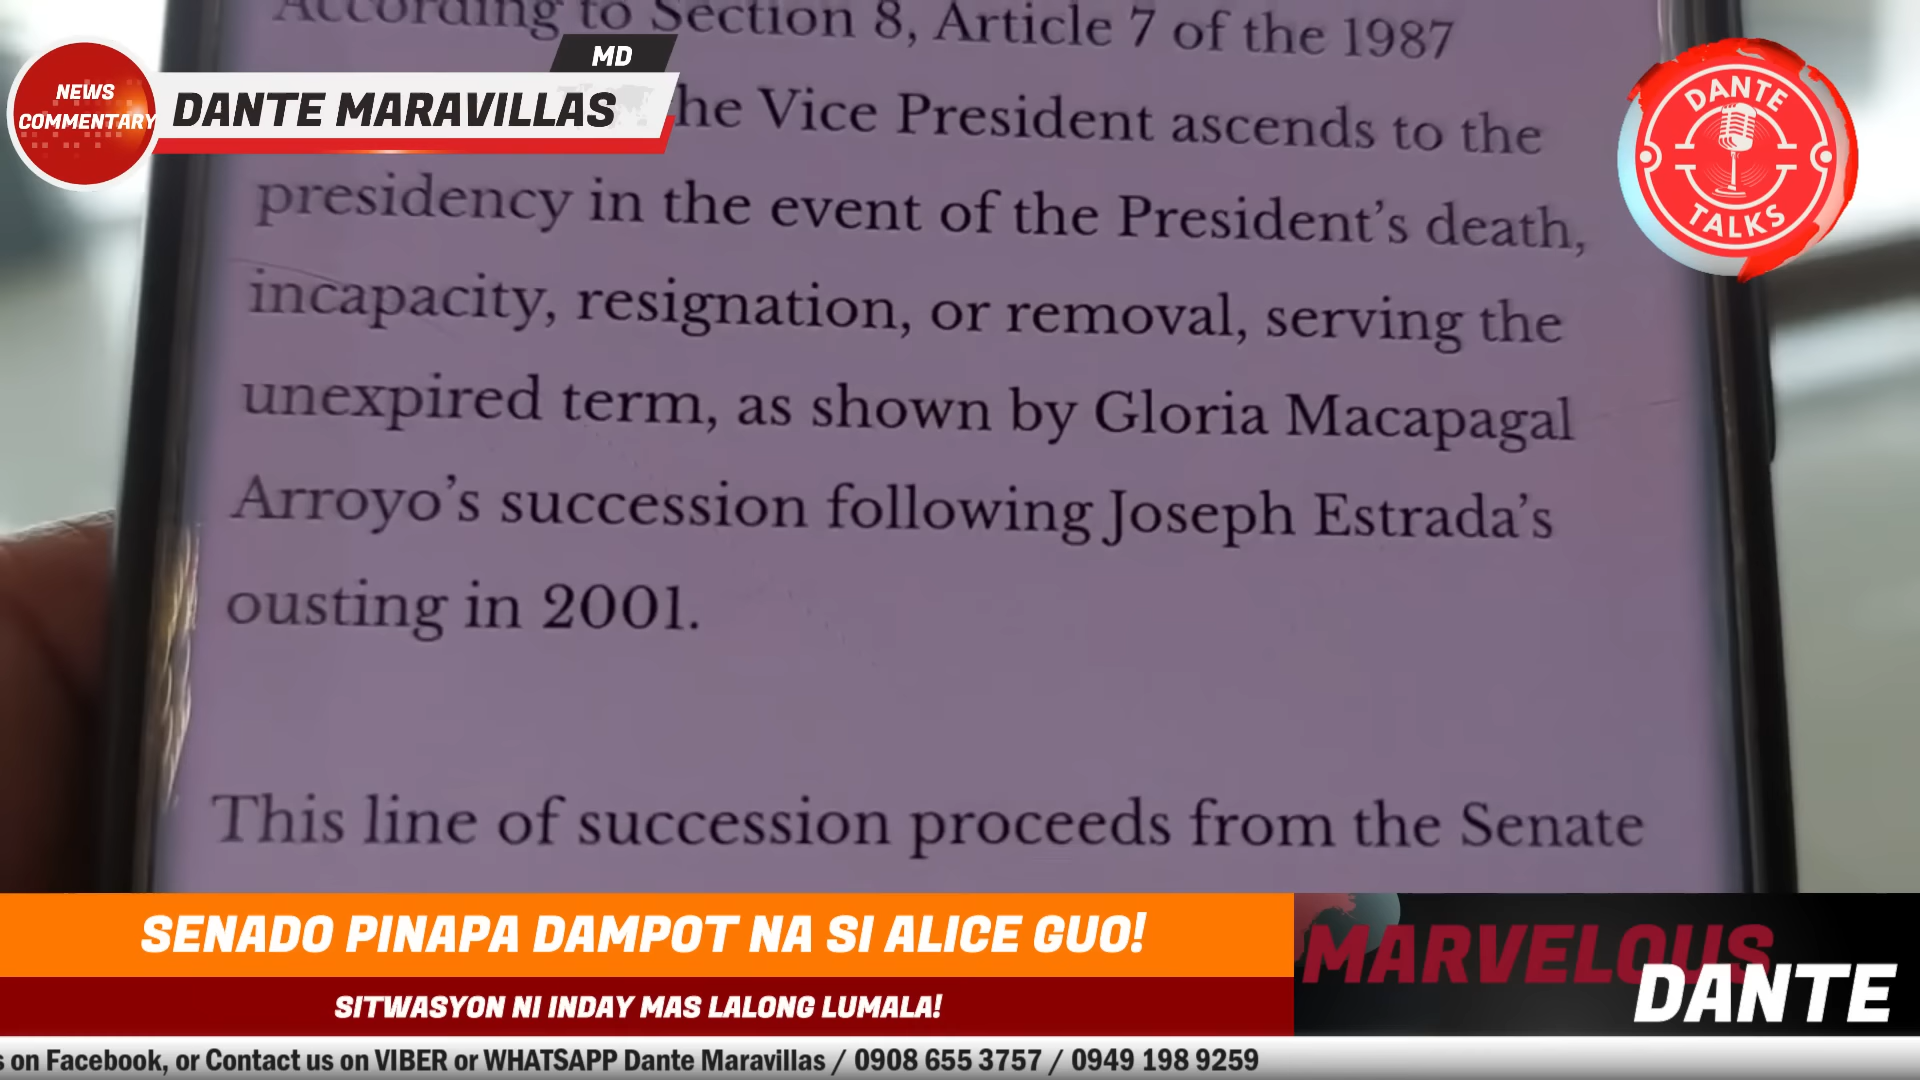 According to Section 8, Article 7 of the 1987
MD
NEWS
COMMENTARY
DANTE MARAVILLAS
he Vice President ascends to the
DANTE
TALKS
presidency in the event of the President's death,
incapacity, resignation, or removal, serving the
unexpired term, as shown by Gloria Macapagal
Arroyo's succession following Joseph Estrada's
ousting in 2001.
This line of succession proceeds from the Senate
SENADO PINAPA DAMPOT NA SI ALICE GUO!
SITWASYON NI INDAY MAS LALONG LUMALA!
MARVELOUS
DANTE
s on Facebook, or Contact us on VIBER or WHATSAPP Dante Maravillas / 0908 655 3757 / 0949 198 9259